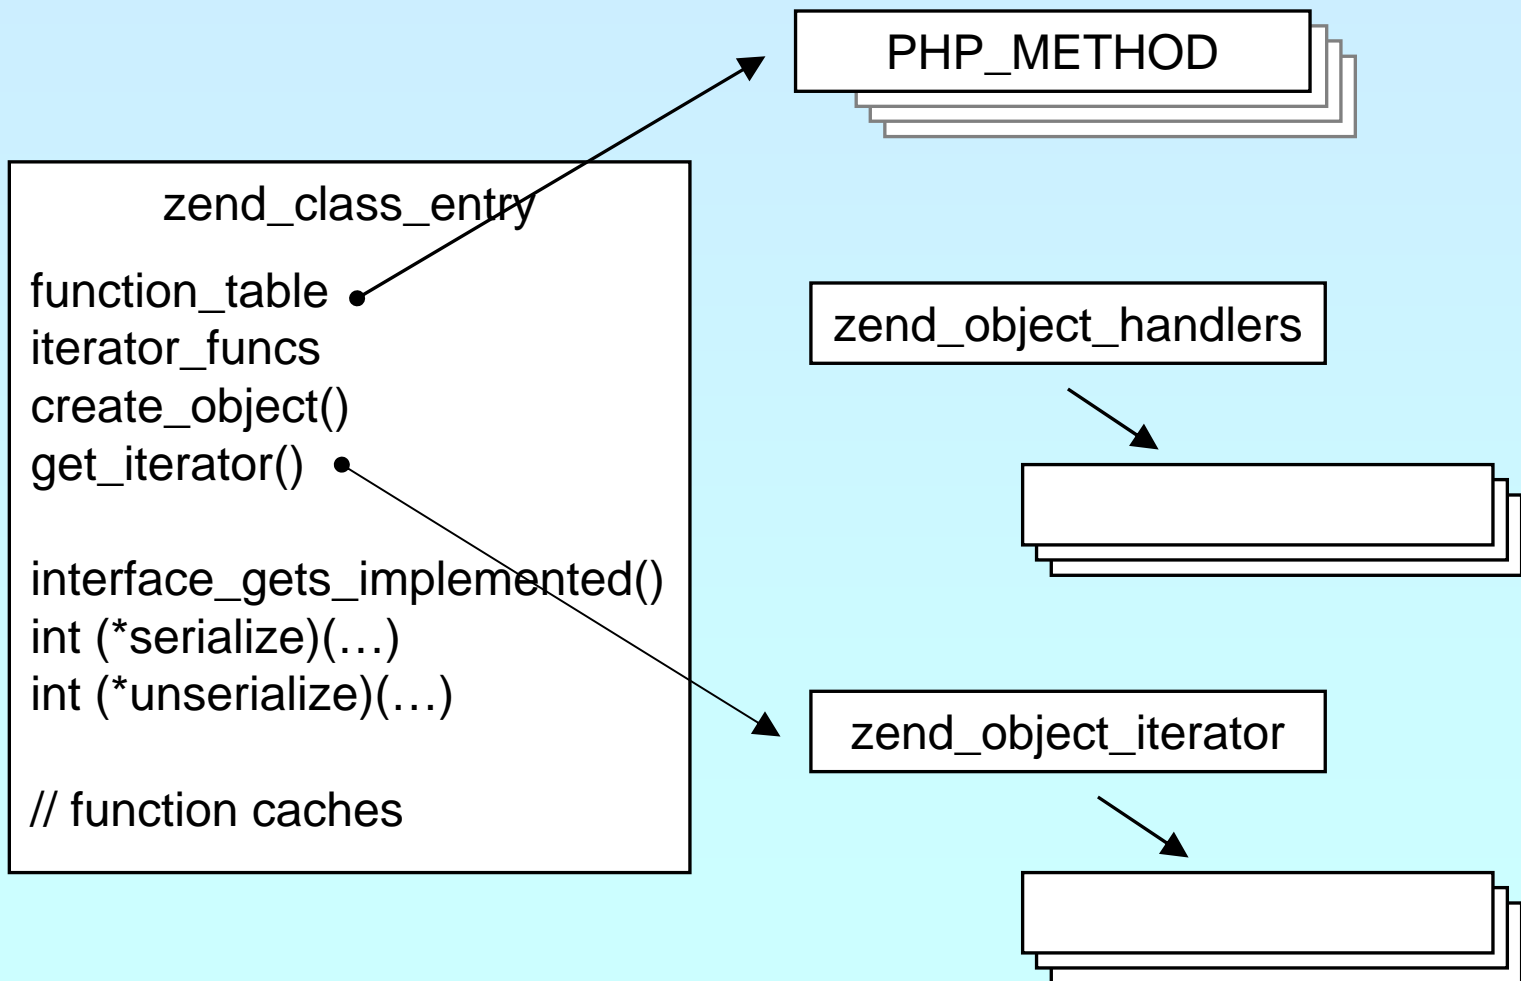 PHP_METHOD
zend_class_entry
function_table
iterator_funcs
create_object()
get_iterator()
interface_gets_implemented()
int (*serialize)(…)
int (*unserialize)(…)
// function caches
zend_object_handlers
zend_object_iterator